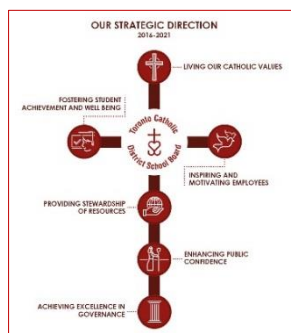 OUR STRATEGIC DIRECTION
2016-2021
LIVING OUR CATHOLIC VALUES
FOSTERING STUDENT
ACHIEVEMENT AND WELL BEING
Toronto Catholic
District School Board
INSPIRING AND
MOTIVATING EMPLOYEES
PROVIDING STEWARDSHIP
OF RESOURCES
ENHANCING PUBLIC
CONFIDENCE
ACHIEVING EXCELLENCE IN
GOVERNANCE